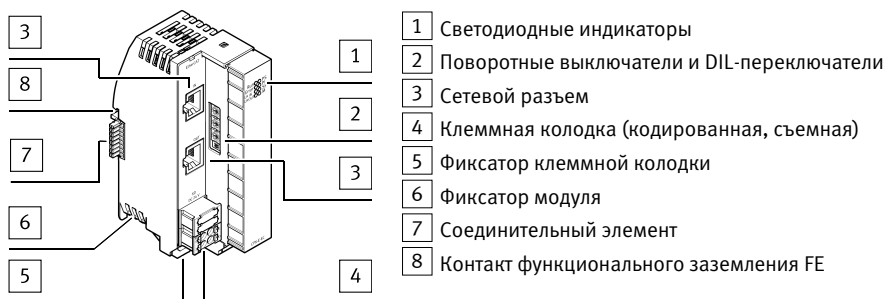 3
8
7
6
5
1
2
3
4
1 Светодиодные индикаторы
2 Поворотные выключатели и DIL-переключатели
3 Сетевой разъем
4 Клеммная колодка (кодированная, съемная)
5 Фиксатор клеммной колодки
6 Фиксатор модуля
7 Соединительный элемент
8 Контакт функционального заземления FE